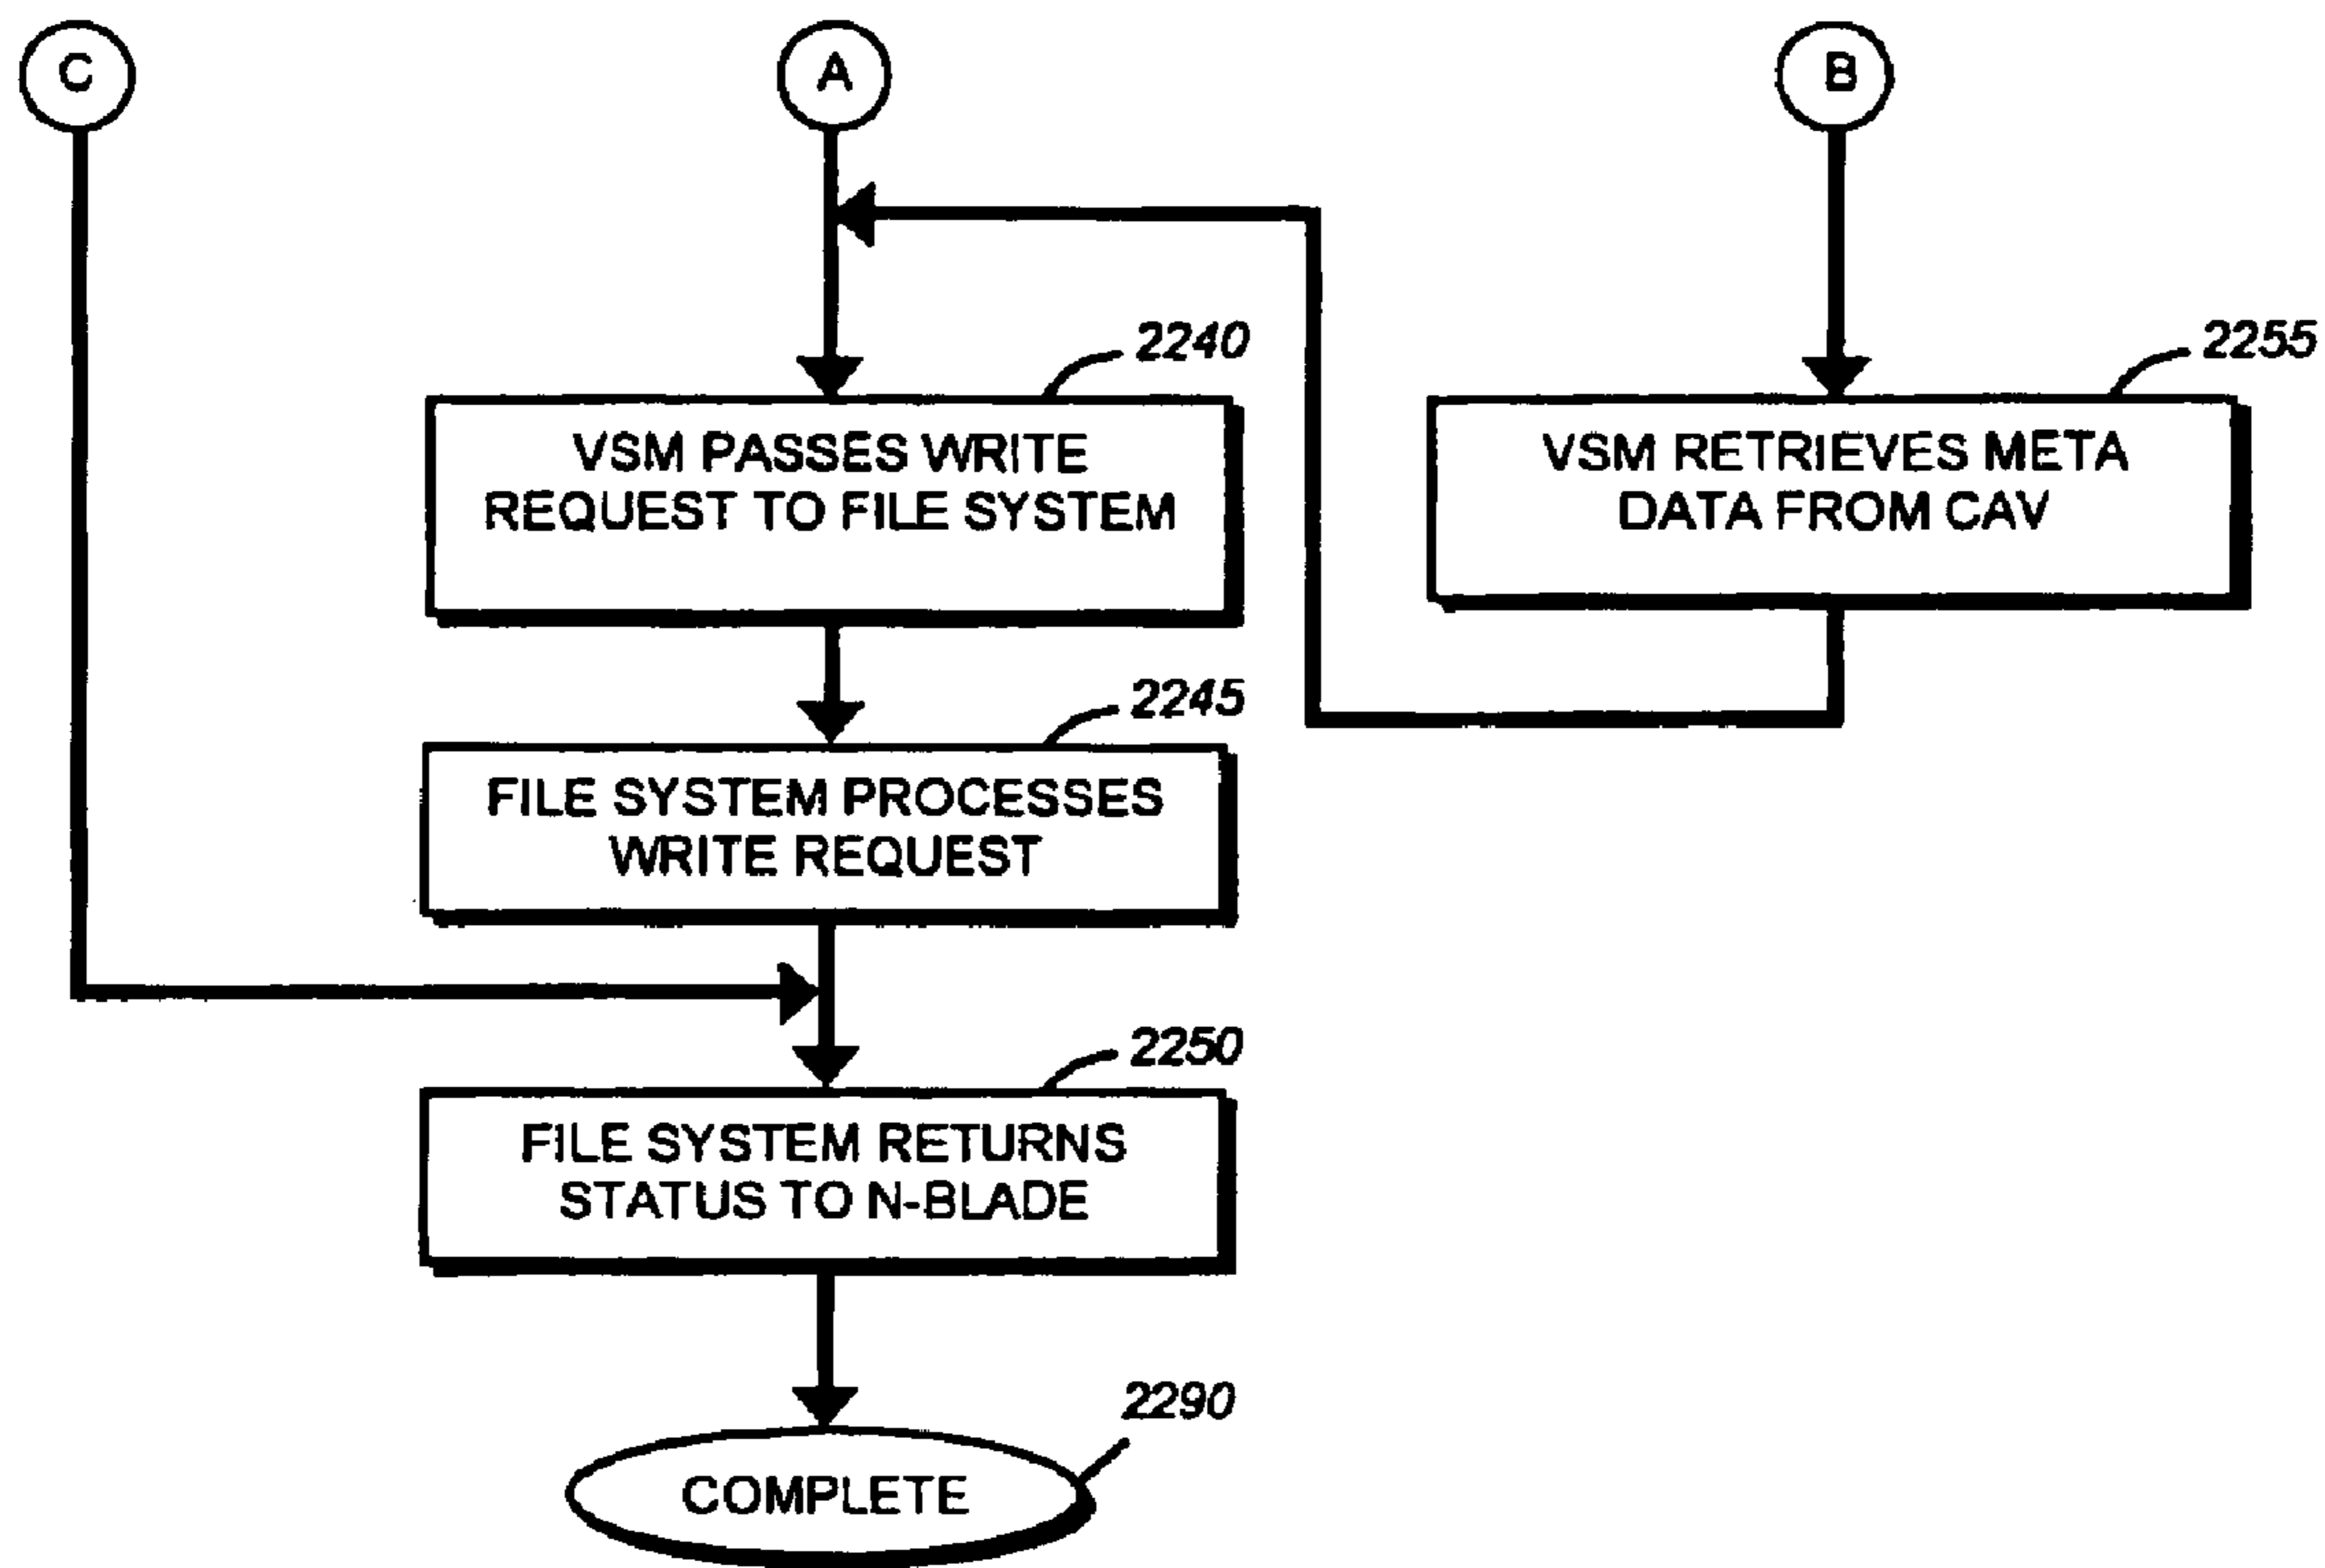 C
A
B
2240
VSM PASSES WRITE
REQUEST TO FILE SYSTEM
2255
VSM RETRIEVES META
DATA FROM CAV
2245
FILE SYSTEM PROCESSES
WRITE REQUEST
2250
FILE SYSTEM RETURNS
STATUS TO N-BLADE
2290
COMPLETE